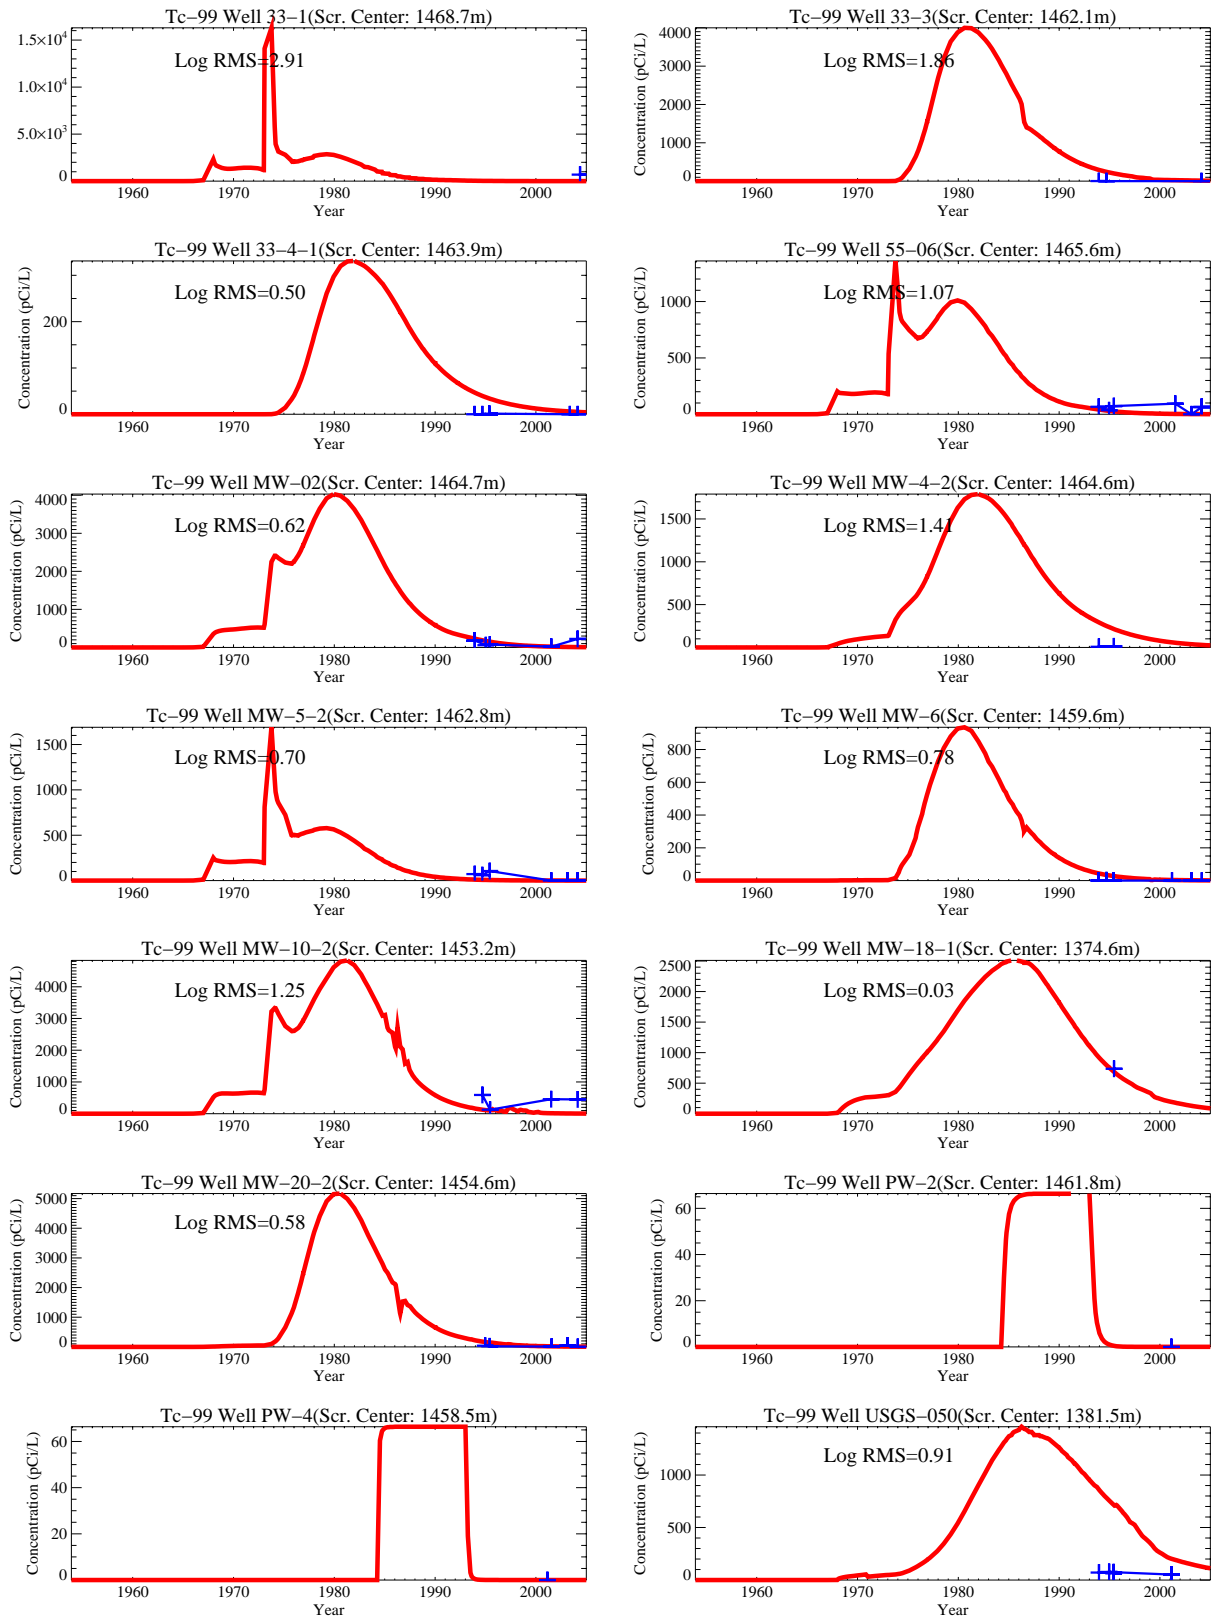 Tc-99 Well 33-1(Scr. Center: 1468.7m)
Log RMS=2.91
Concentration (pCi/L)
1.5×10⁴
1.0×10⁴
5.0×10³
0
1960 1970 1980 1990 2000
Year
Tc-99 Well 33-3(Scr. Center: 1462.1m)
Log RMS=1.86
Concentration (pCi/L)
4000
3000
2000
1000
0
1960 1970 1980 1990 2000
Year
Tc-99 Well 33-4-1(Scr. Center: 1463.9m)
Log RMS=0.50
Concentration (pCi/L)
200
0
1960 1970 1980 1990 2000
Year
Tc-99 Well 55-06(Scr. Center: 1465.6m)
Log RMS=1.07
Concentration (pCi/L)
1000
500
0
1960 1970 1980 1990 2000
Year
Tc-99 Well MW-02(Scr. Center: 1464.7m)
Log RMS=0.62
Concentration (pCi/L)
4000
3000
2000
1000
0
1960 1970 1980 1990 2000
Year
Tc-99 Well MW-4-2(Scr. Center: 1464.6m)
Log RMS=1.41
Concentration (pCi/L)
1500
1000
500
0
1960 1970 1980 1990 2000
Year
Tc-99 Well MW-5-2(Scr. Center: 1462.8m)
Log RMS=0.70
Concentration (pCi/L)
1500
1000
500
0
1960 1970 1980 1990 2000
Year
Tc-99 Well MW-6(Scr. Center: 1459.6m)
Log RMS=0.78
Concentration (pCi/L)
800
600
400
200
0
1960 1970 1980 1990 2000
Year
Tc-99 Well MW-10-2(Scr. Center: 1453.2m)
Log RMS=1.25
Concentration (pCi/L)
4000
3000
2000
1000
0
1960 1970 1980 1990 2000
Year
Tc-99 Well MW-18-1(Scr. Center: 1374.6m)
Log RMS=0.03
Concentration (pCi/L)
2500
2000
1500
1000
500
0
1960 1970 1980 1990 2000
Year
Tc-99 Well MW-20-2(Scr. Center: 1454.6m)
Log RMS=0.58
Concentration (pCi/L)
5000
4000
3000
2000
1000
0
1960 1970 1980 1990 2000
Year
Tc-99 Well PW-2(Scr. Center: 1461.8m)
Concentration (pCi/L)
60
40
20
0
1960 1970 1980 1990 2000
Year
Tc-99 Well PW-4(Scr. Center: 1458.5m)
Concentration (pCi/L)
60
40
20
0
1960 1970 1980 1990 2000
Year
Tc-99 Well USGS-050(Scr. Center: 1381.5m)
Log RMS=0.91
Concentration (pCi/L)
1000
500
0
1960 1970 1980 1990 2000
Year